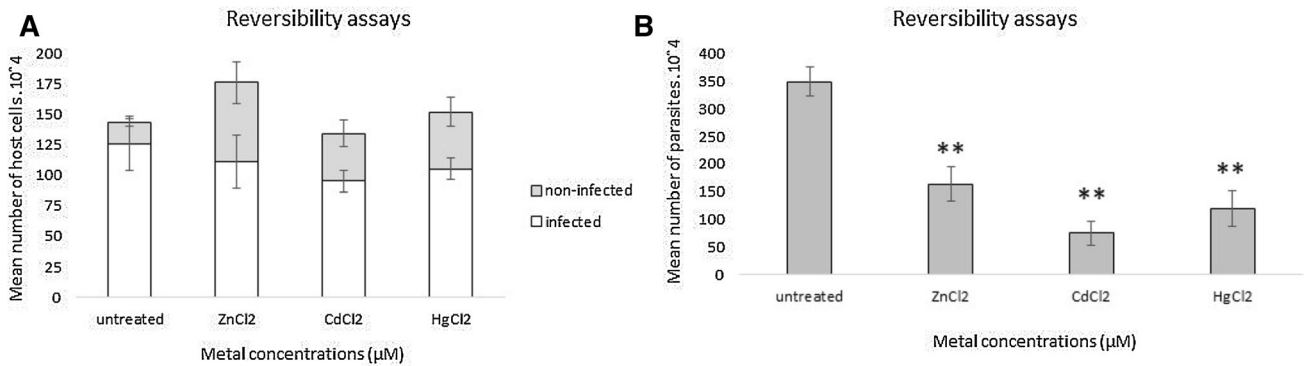 A
Reversibility assays
Mean number of host cells.10^4
200
175
150
125
100
75
50
25
0
untreated ZnCl2 CdCl2 HgCl2
Metal concentrations (µM)
non-infected
infected
B
Reversibility assays
Mean number of parasites.10^4
400
350
300
250
200
150
100
50
0
**
**
**
untreated ZnCl2 CdCl2 HgCl2
Metal concentrations (µM)